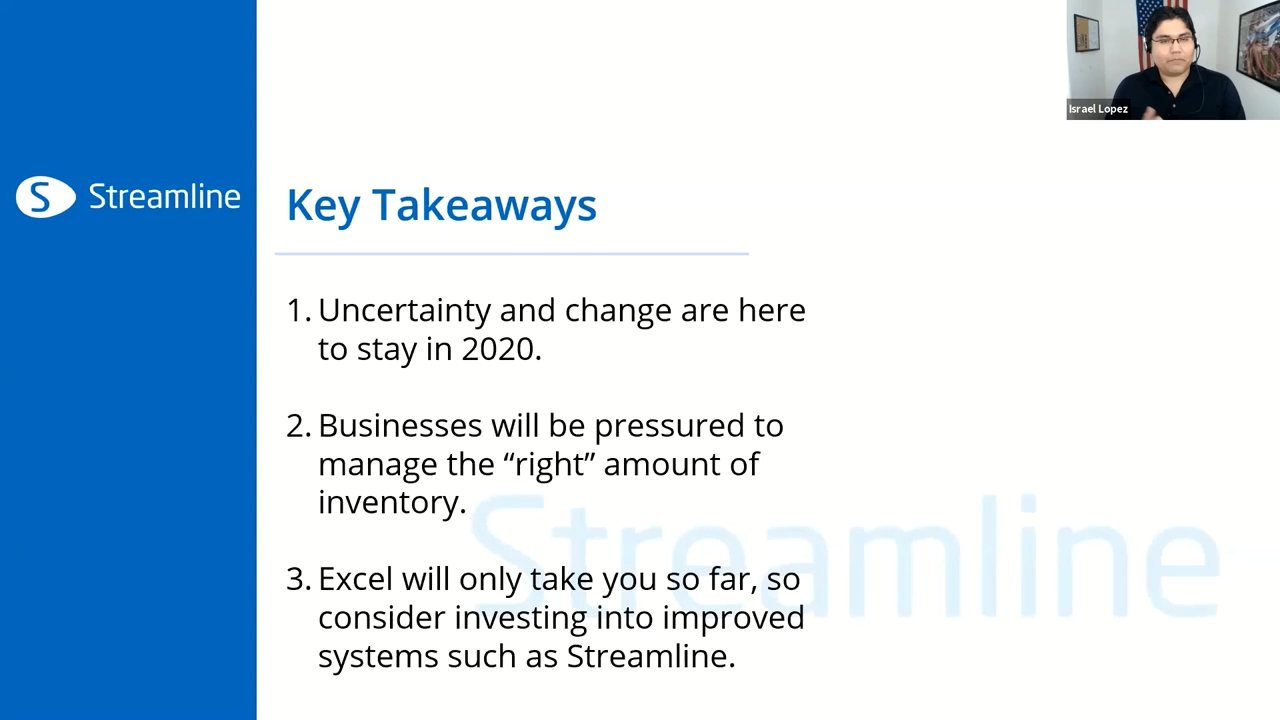 Israel Lopez
S Streamline
Key Takeaways
1. Uncertainty and change are here
to stay in 2020.
2. Businesses will be pressured to
manage the “right” amount of
inventory.
Streamline
3. Excel will only take you so far, so
consider investing into improved
systems such as Streamline.